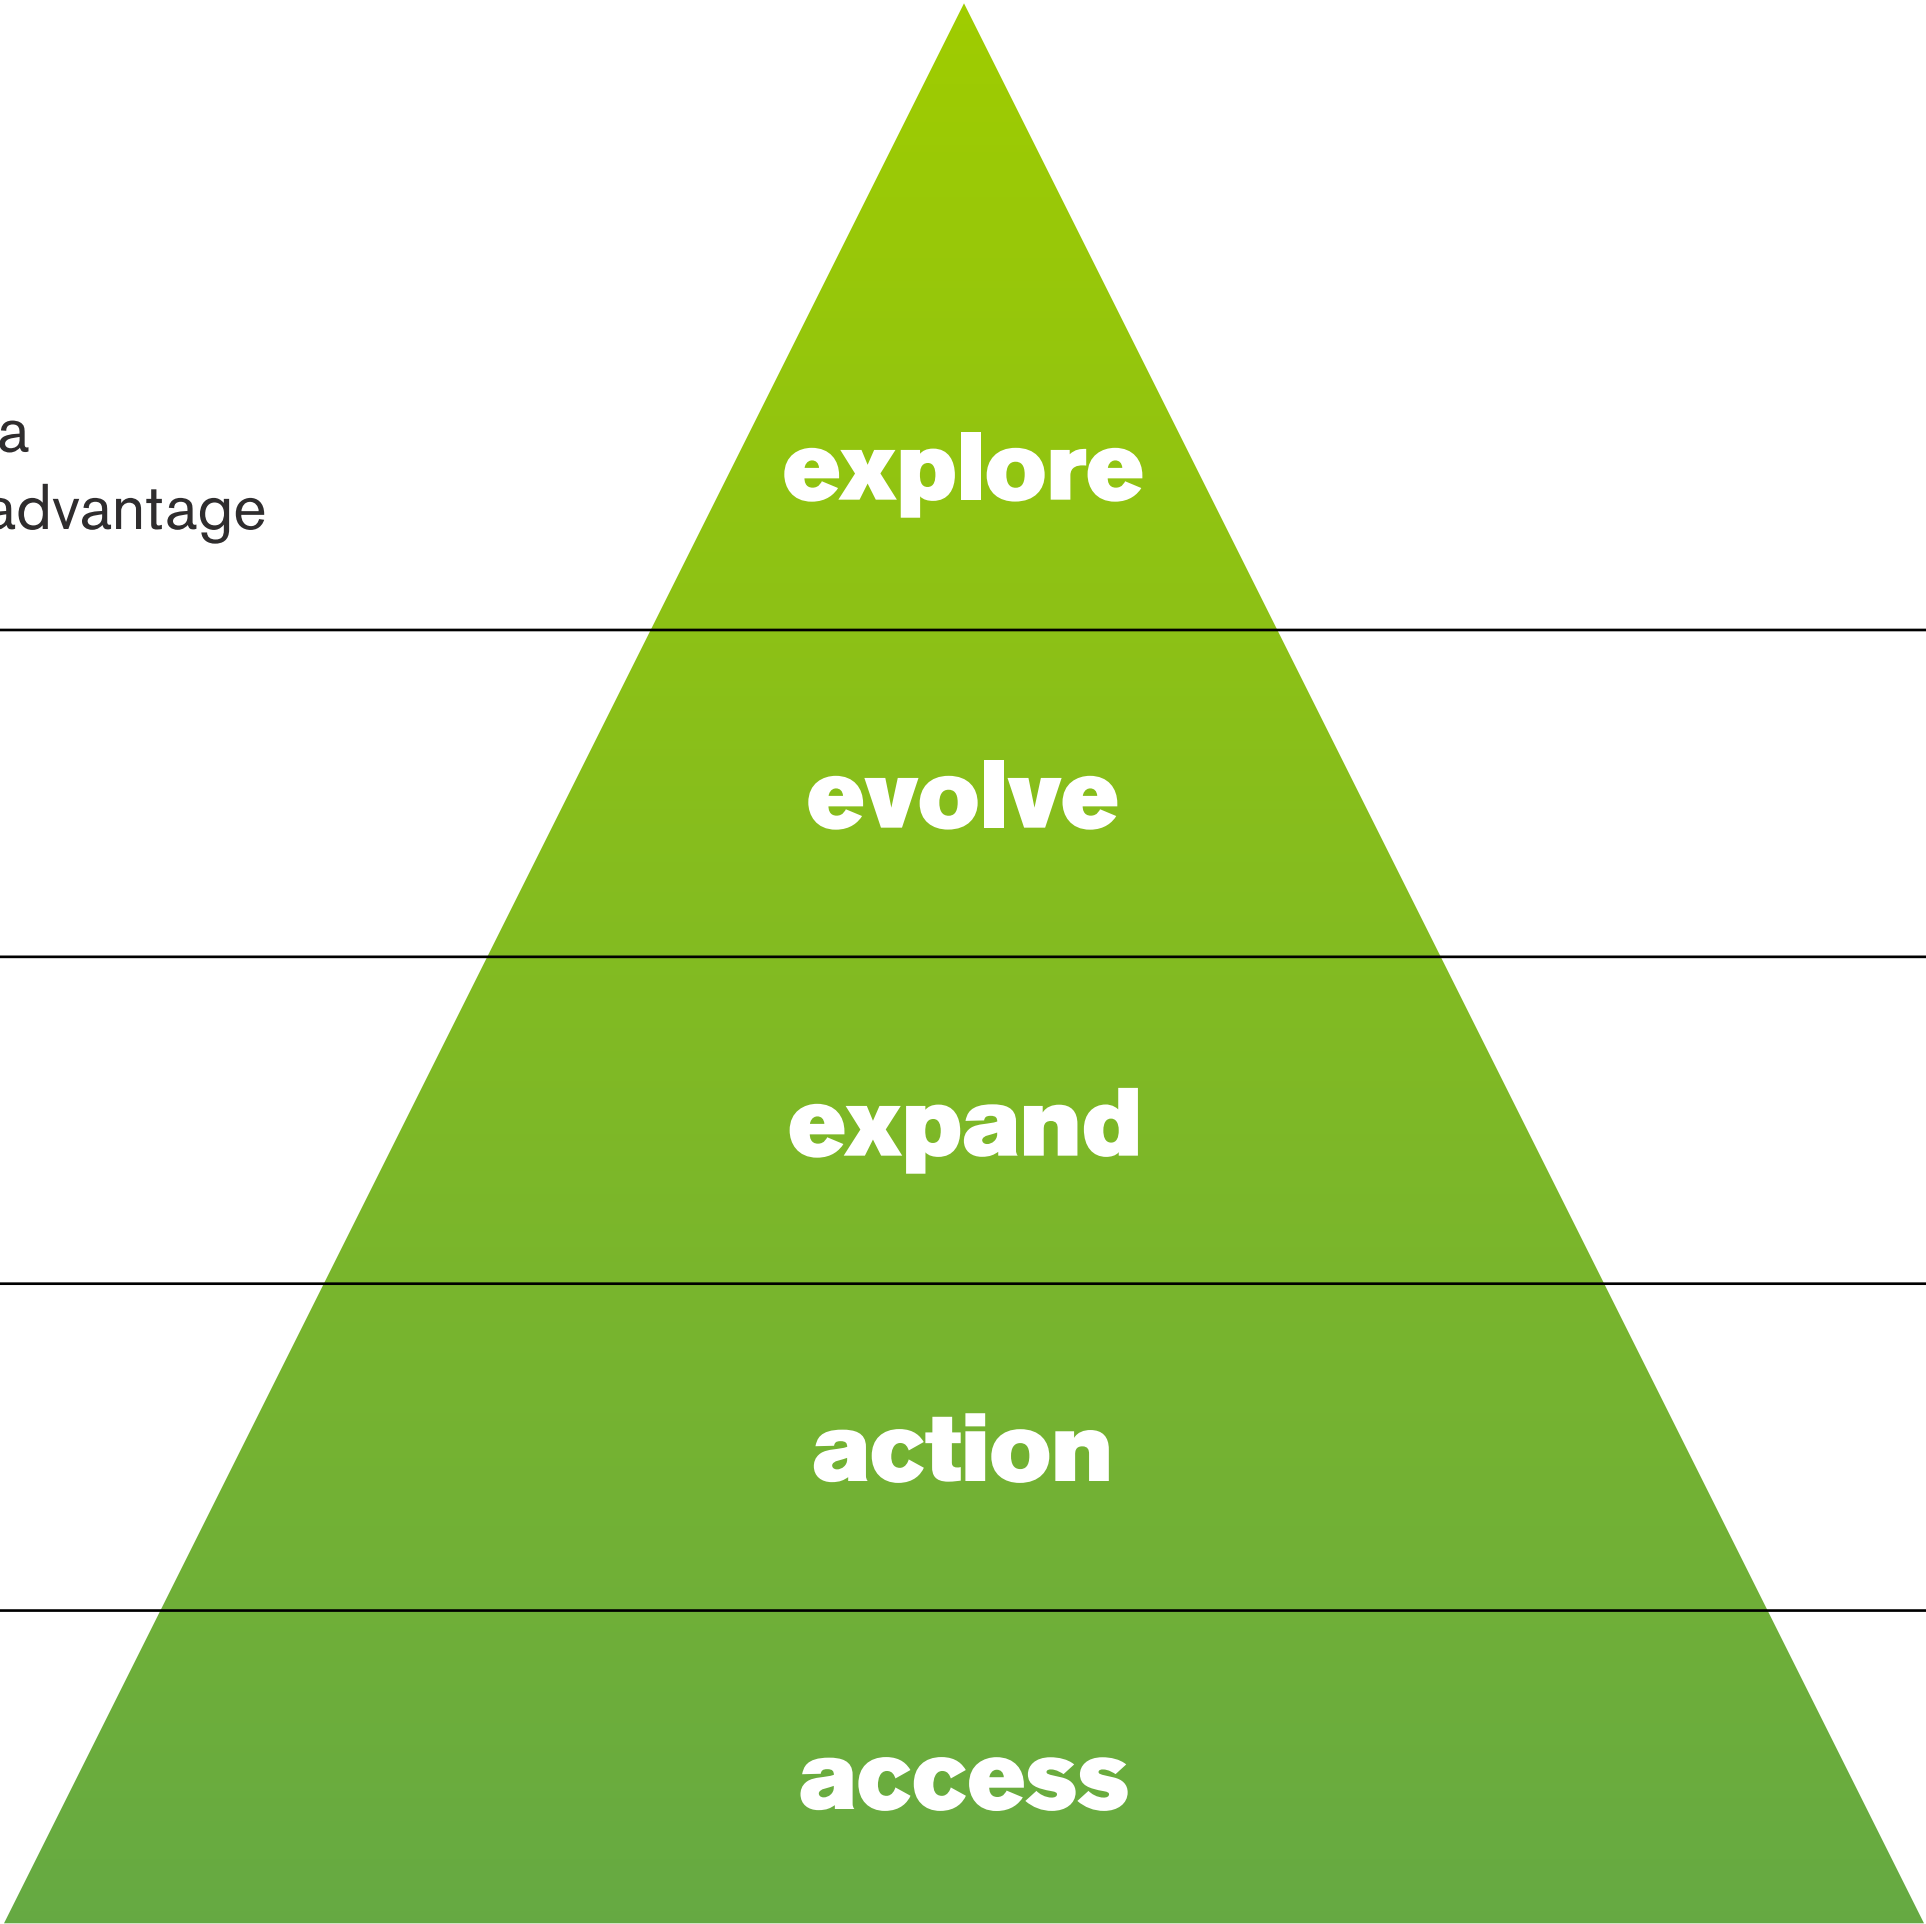 a
advantage
explore
evolve
expand
action
access